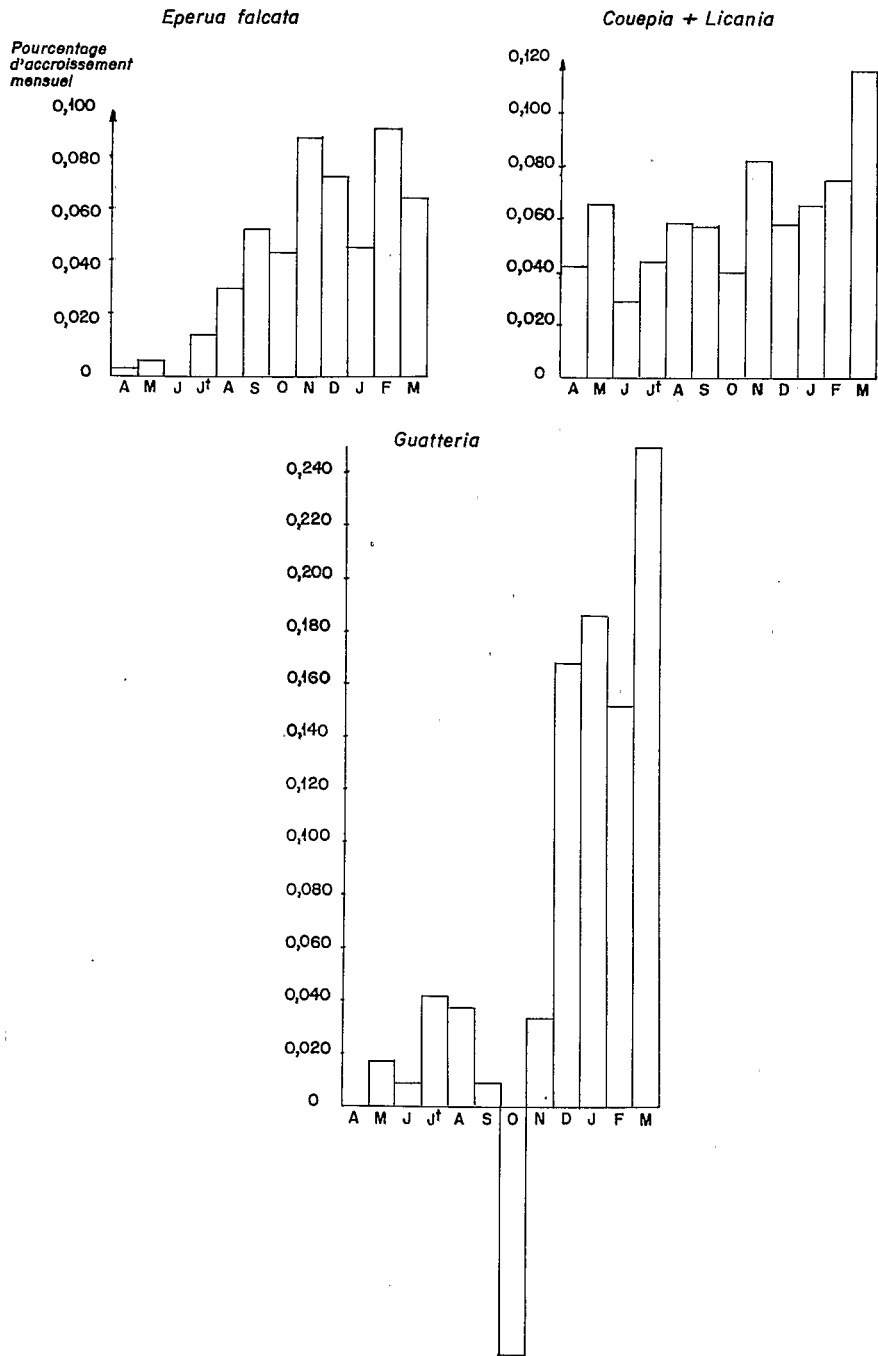 Eperua falcata
Pourcentage
d'accroissement
mensuel
0,100
0,080
0,060
0,040
0,020
0
A M J Jt A S O N D J F M
Couepia + Licania
0,120
0,100
0,080
0,060
0,040
0,020
0
A M J Jt A S O N D J F M
Guatteria
0,240
0,220
0,200
0,180
0,160
0,140
0,120
0,100
0,080
0,060
0,040
0,020
0
A M J Jt A S O N D J F M